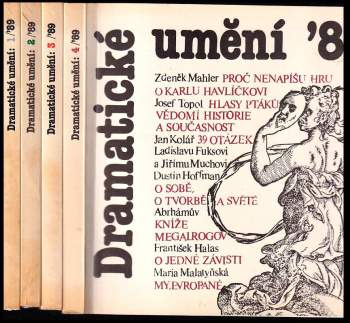 Dramatické umění: 1/'89
Dramatické umění: 2/'89
Dramatické umění: 3/'89
Dramatické umění: 4/'89
Dramatické
umění '8
Zdeněk Mahler PROČ NENAPÍŠU HRU
O KARLU HAVLÍČKOVI
Josef Topol HLASY PTÁKŮ
VĚDOMÍ HISTORIE
A SOUČASNOST
Jan Kolář 39 OTÁZEK
Ladislavu Fuksovi
a Jiřímu Muchovi
Dustin Hoffman
O SOBĚ,
O TVORBĚ A SVĚTĚ
Abrhámův
KNÍŽE
MEGALROGOV
František Halas
O JEDNÉ ZÁVISTI
Maria Malatyňská
MY, EVROPANÉ